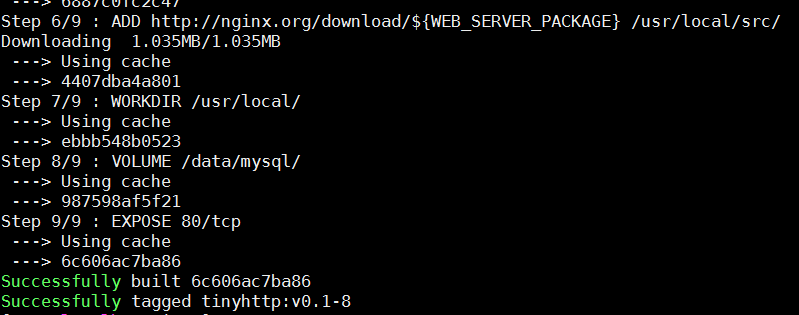 ---> 6887c0fc2c47
Step 6/9 : ADD http://nginx.org/download/${WEB_SERVER_PACKAGE} /usr/local/src/
Downloading  1.035MB/1.035MB
 ---> Using cache
 ---> 4407dba4a801
Step 7/9 : WORKDIR /usr/local/
 ---> Using cache
 ---> ebbb548b0523
Step 8/9 : VOLUME /data/mysql/
 ---> Using cache
 ---> 987598af5f21
Step 9/9 : EXPOSE 80/tcp
 ---> Using cache
 ---> 6c606ac7ba86
Successfully built 6c606ac7ba86
Successfully tagged tinyhttp:v0.1-8